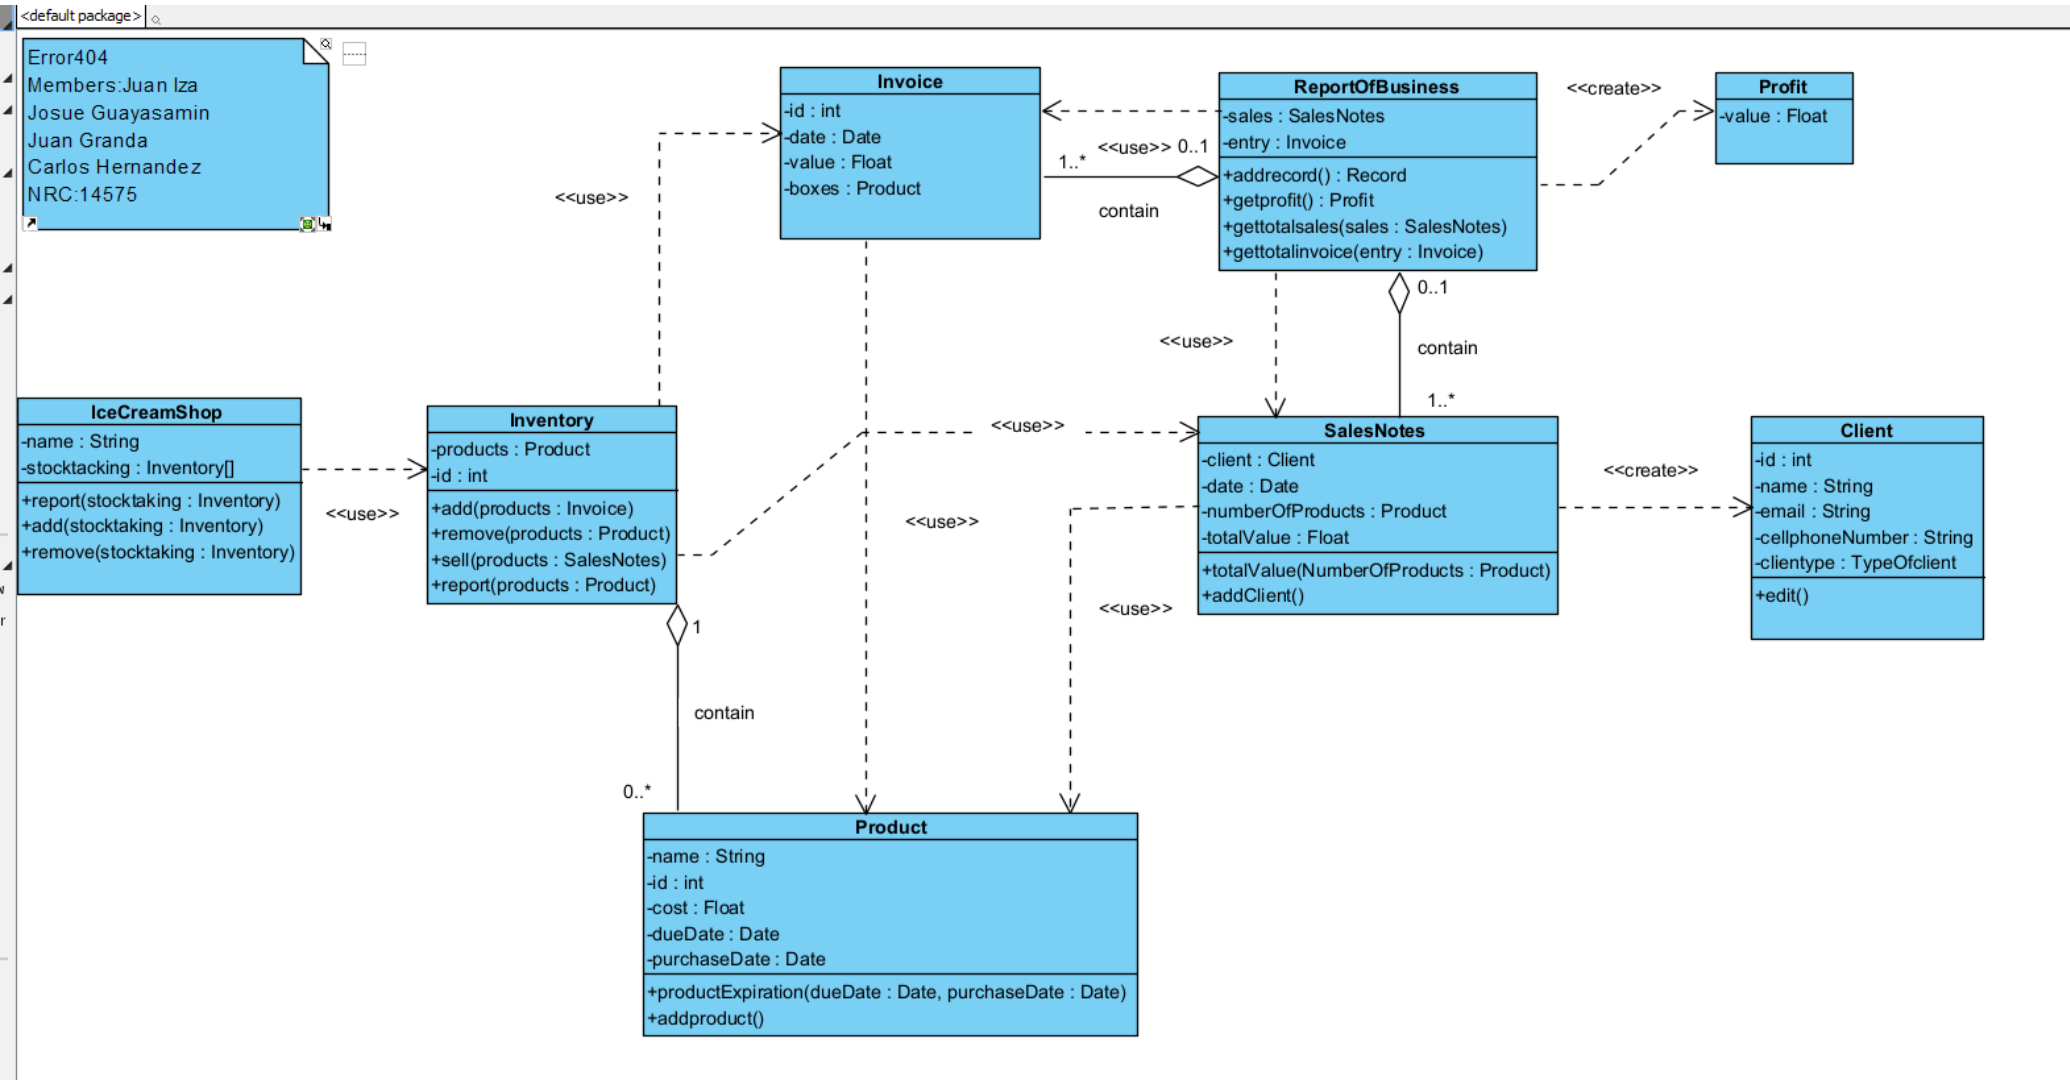 <default package>
Error404
Members:Juan Iza
Josue Guayasamin
Juan Granda
Carlos Hernandez
NRC:14575
Invoice
-id : int
-date : Date
-value : Float
-boxes : Product
ReportOfBusiness
-sales : SalesNotes
-entry : Invoice
+addrecord() : Record
+getprofit() : Profit
+gettotalsales(sales : SalesNotes)
+gettotalinvoice(entry : Invoice)
<<create>>
Profit
-value : Float
<<use>>
0..1
1..*
contain
<<use>>
0..1
contain
1..*
<<use>>
IceCreamShop
-name : String
-stocktacking : Inventory[]
+report(stocktaking : Inventory)
+add(stocktaking : Inventory)
+remove(stocktaking : Inventory)
<<use>>
Inventory
-products : Product
-id : int
+add(products : Invoice)
+remove(products : Product)
+sell(products : SalesNotes)
+report(products : Product)
<<use>>
<<use>>
SalesNotes
-client : Client
-date : Date
-numberOfProducts : Product
-totalValue : Float
+totalValue(NumberOfProducts : Product)
+addClient()
<<create>>
Client
-id : int
-name : String
-email : String
-cellphoneNumber : String
-clientype : TypeOfclient
+edit()
<<use>>
1
contain
0..*
Product
-name : String
-id : int
-cost : Float
-dueDate : Date
-purchaseDate : Date
+productExpiration(dueDate : Date, purchaseDate : Date)
+addproduct()
w
r